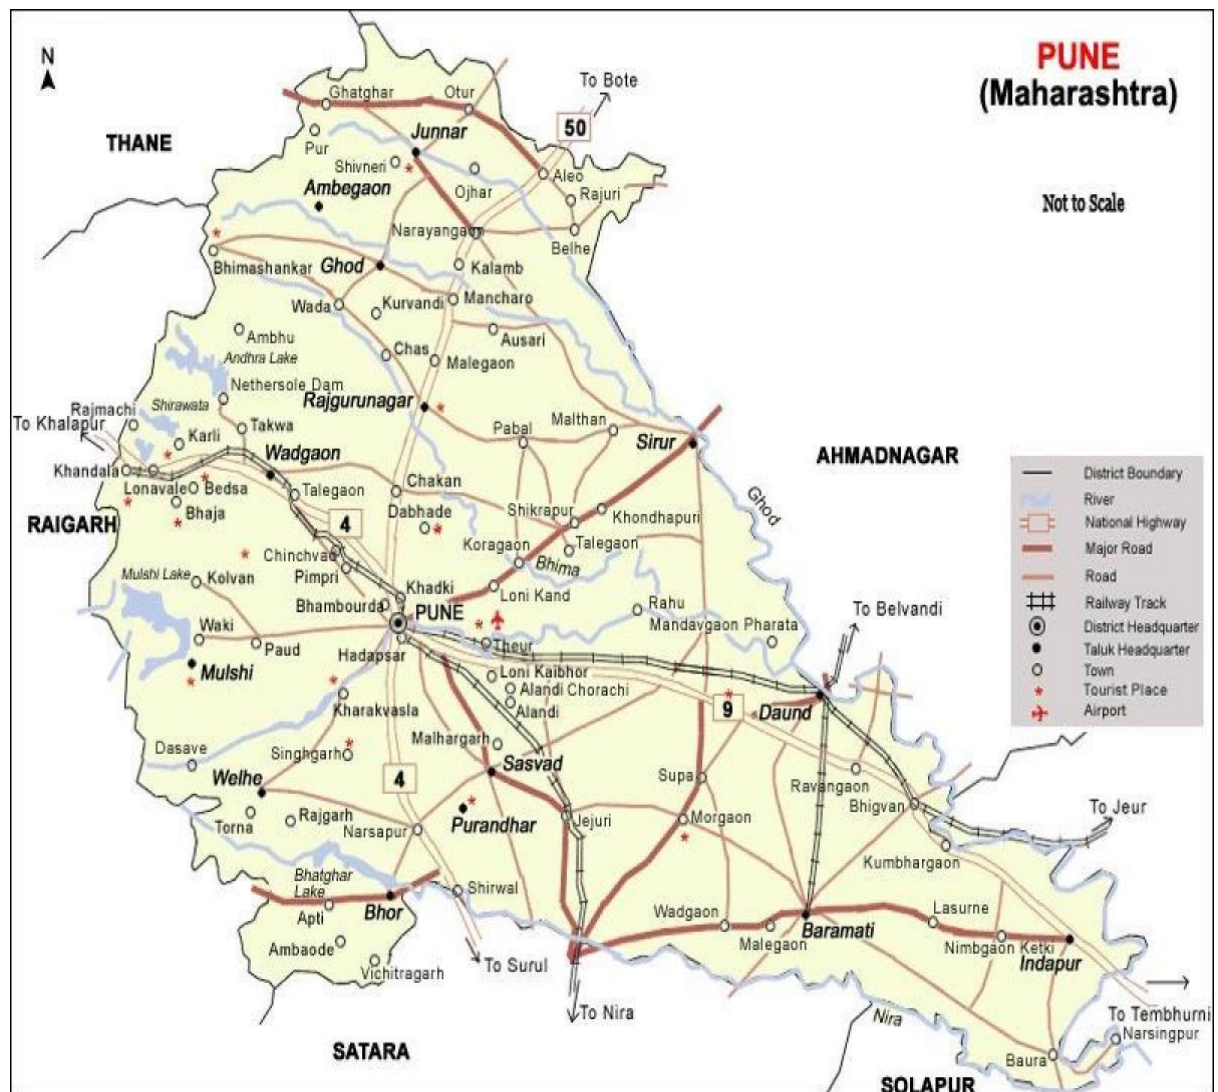 PUNE
(Maharashtra)
N
Not to Scale
To Bote
Ghatghar
Otur
50
THANE
Junnar
Pur
Shivneri
Aleo
Ojhar
Ambegaon
Rajuri
Narayangaon
Belhe
Bhimashankar
Ghod
Kalamb
Wada
Kurvandi
Mancharo
Ambhu
Ausari
Andhra Lake
Chas
Malegaon
Nethersole Dam
Rajmachi
Shirawata
Rajgurunagar
To Khalapur
Karli
Takwa
Pabal
Malthan
Sirur
Wadgaon
AHMADNAGAR
Khandala
Lonavale
Bedsa
Talegaon
Chakan
Ghod
Bhaja
Dabhade
Shikrapur
Khondhapuri
RAIGARH
4
Koragaon
Talegaon
Chinchvad
Bhima
Mulshi Lake
Kolvan
Pimpri
Khadki
Loni Kand
Bhambourda
PUNE
Rahu
To Belvandi
Waki
Mandavgaon Pharata
Paud
Hadapsar
Theur
Mulshi
Loni Kaibhor
Alandi Chorachi
Kharakvasla
Alandi
9
Daund
Malhargarh
Dasave
Singhgarh
Sasvad
Welhe
4
Supa
Ravangaon
Bhigvan
To Jeur
Torna
Rajgarh
Narsapur
Purandhar
Jejuri
Morgaon
Kumbhargaon
Bhatghar
Lake
Shirwal
Apti
Bhor
Wadgaon
Lasurne
Malegaon
Baramati
Nimbgaon Ketki
Ambaode
Indapur
To Surul
Vichitragarh
To Nira
Nira
To Tembhurni
Narsingpur
SATARA
Baura
SOLAPUR
District Boundary
River
National Highway
Major Road
Road
Railway Track
District Headquarter
Taluk Headquarter
Town
Tourist Place
Airport